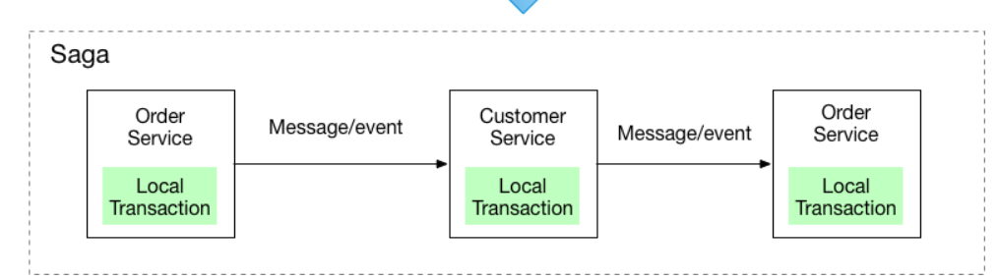 Saga
Order
Service
Local
Transaction
Message/event
Customer
Service
Local
Transaction
Message/event
Order
Service
Local
Transaction